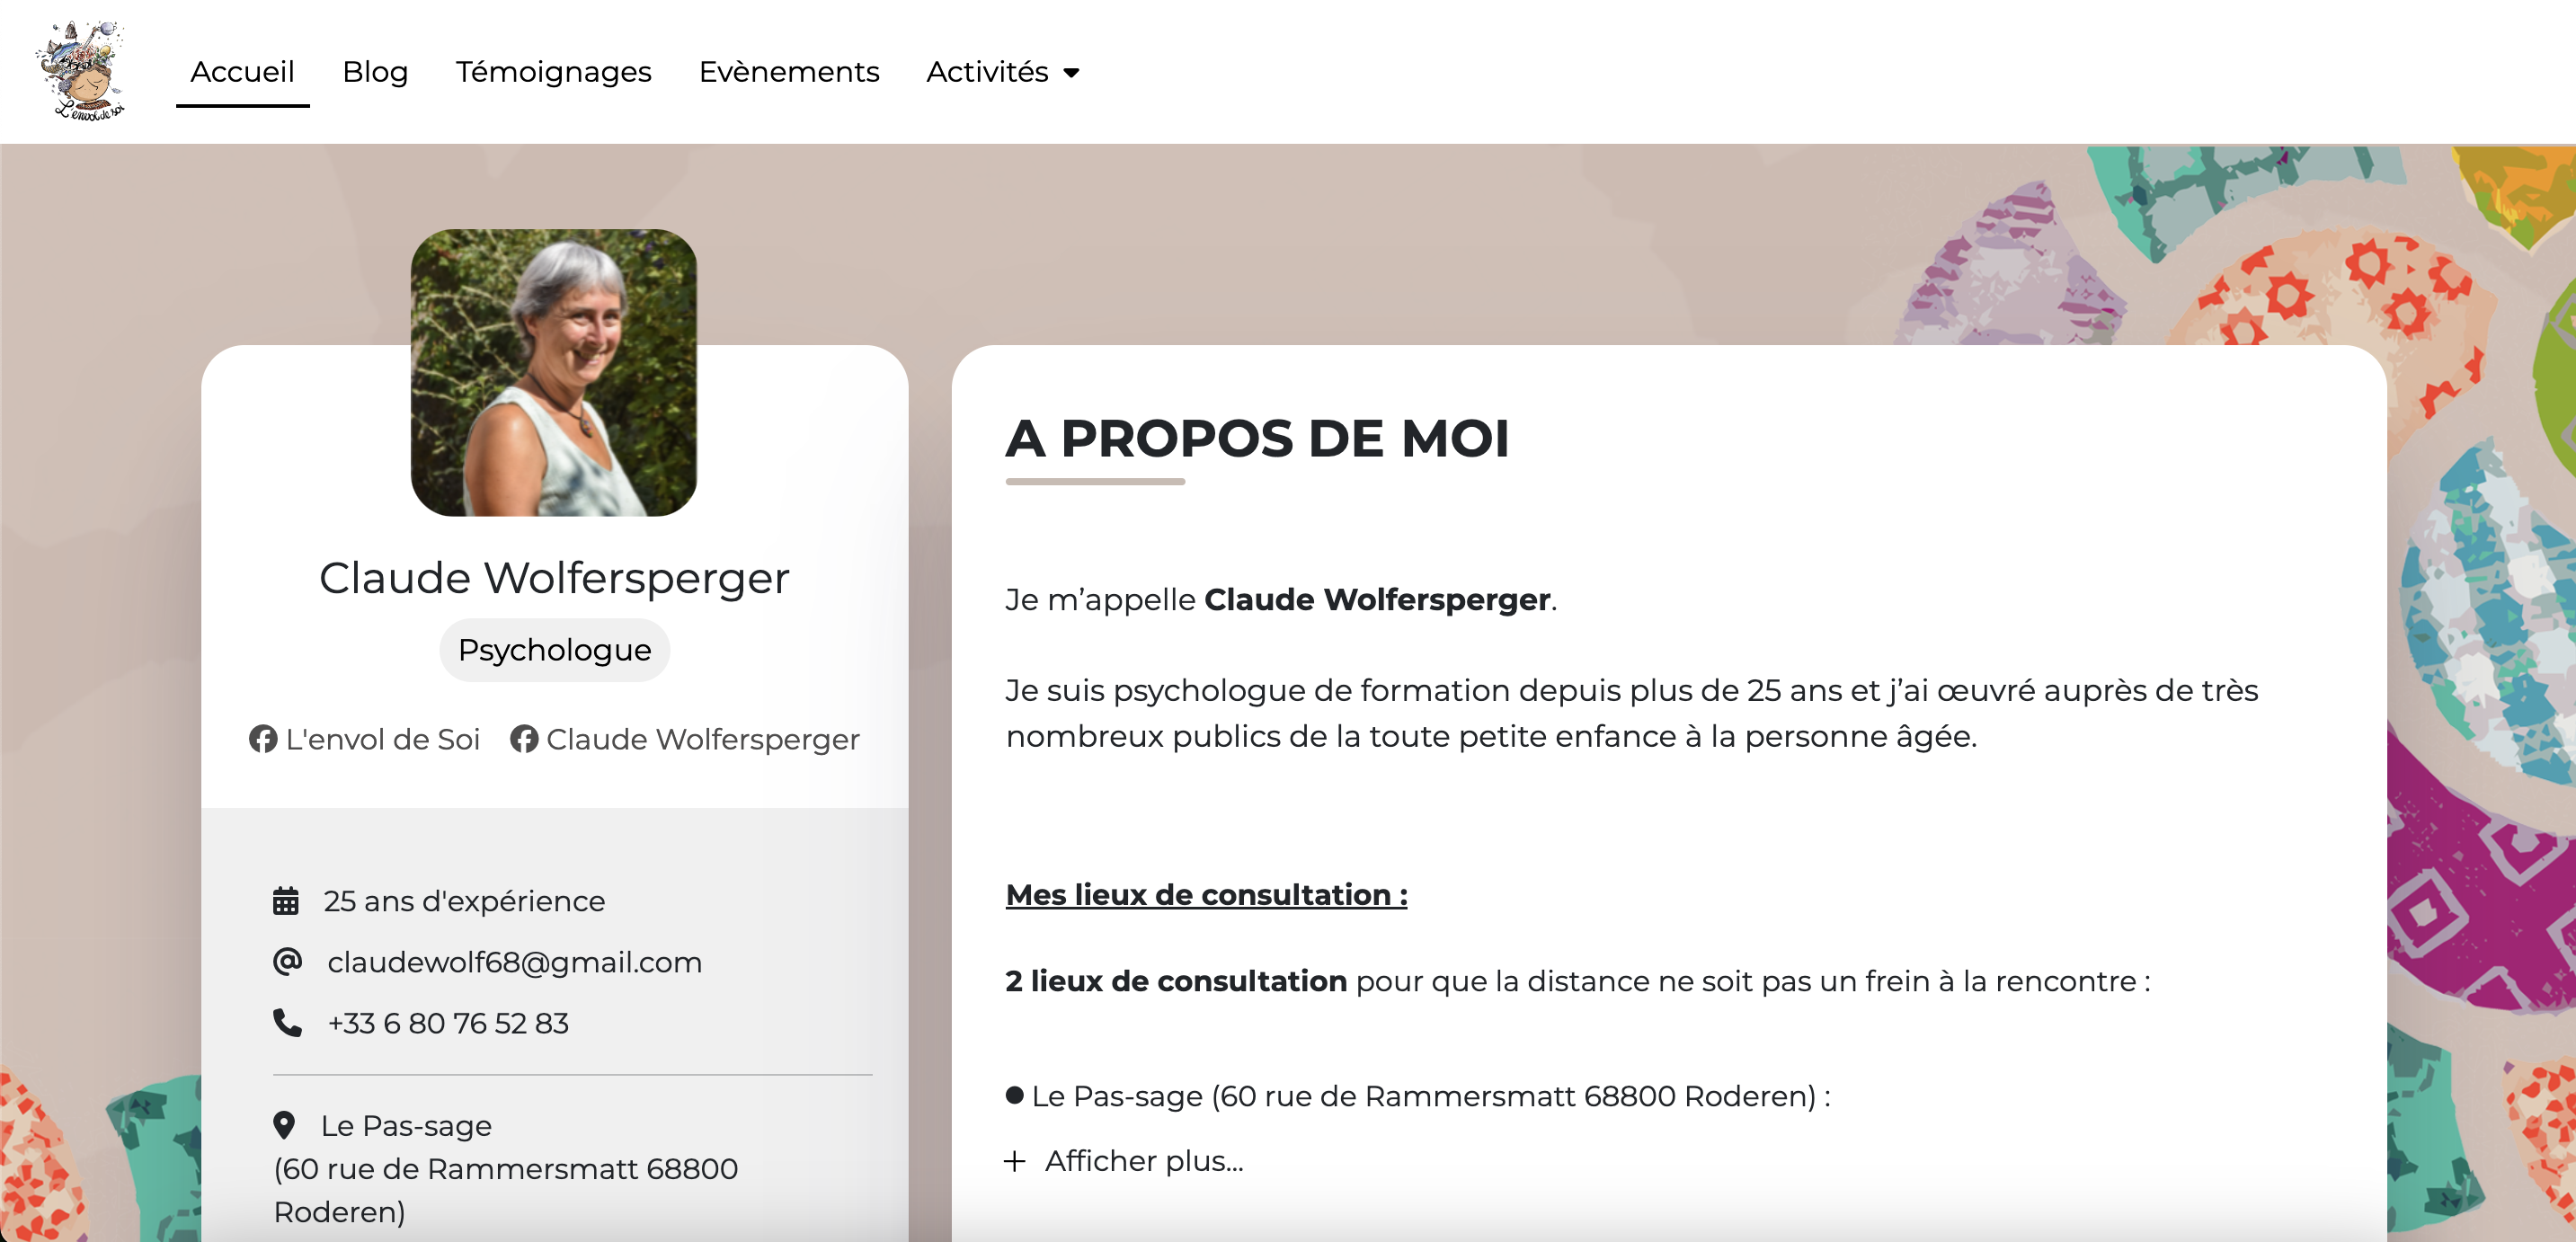 L'envol de soi
Accueil
Blog
Témoignages
Evènements
Activités
Claude Wolfersperger
Psychologue
L'envol de Soi
Claude Wolfersperger
25 ans d'expérience
claudewolf68@gmail.com
+33 6 80 76 52 83
Le Pas-sage
(60 rue de Rammersmatt 68800
Roderen)
A PROPOS DE MOI
Je m’appelle Claude Wolfersperger.
Je suis psychologue de formation depuis plus de 25 ans et j’ai œuvré auprès de très
nombreux publics de la toute petite enfance à la personne âgée.
Mes lieux de consultation :
2 lieux de consultation pour que la distance ne soit pas un frein à la rencontre :
● Le Pas-sage (60 rue de Rammersmatt 68800 Roderen) :
+ Afficher plus...